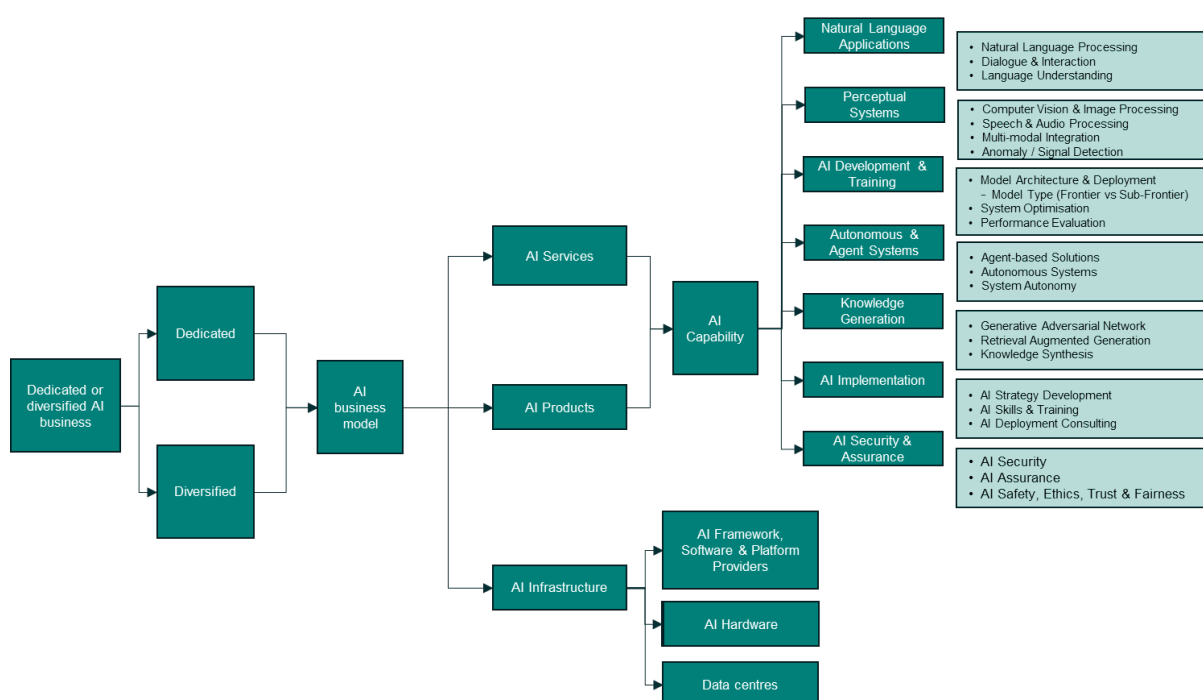 Dedicated or
diversified AI
business
Dedicated
Diversified
AI
business
model
AI Services
AI Products
AI Infrastructure
AI
Capability
AI Framework,
Software & Platform
Providers
AI Hardware
Data centres
Natural Language
Applications
• Natural Language Processing
• Dialogue & Interaction
• Language Understanding
Perceptual
Systems
• Computer Vision & Image Processing
• Speech & Audio Processing
• Multi-modal Integration
• Anomaly / Signal Detection
AI Development &
Training
• Model Architecture & Deployment
– Model Type (Frontier vs Sub-Frontier)
• System Optimisation
• Performance Evaluation
Autonomous &
Agent Systems
• Agent-based Solutions
• Autonomous Systems
• System Autonomy
Knowledge
Generation
• Generative Adversarial Network
• Retrieval Augmented Generation
• Knowledge Synthesis
AI Implementation
• AI Strategy Development
• AI Skills & Training
• AI Deployment Consulting
AI Security &
Assurance
• AI Security
• AI Assurance
• AI Safety, Ethics, Trust & Fairness